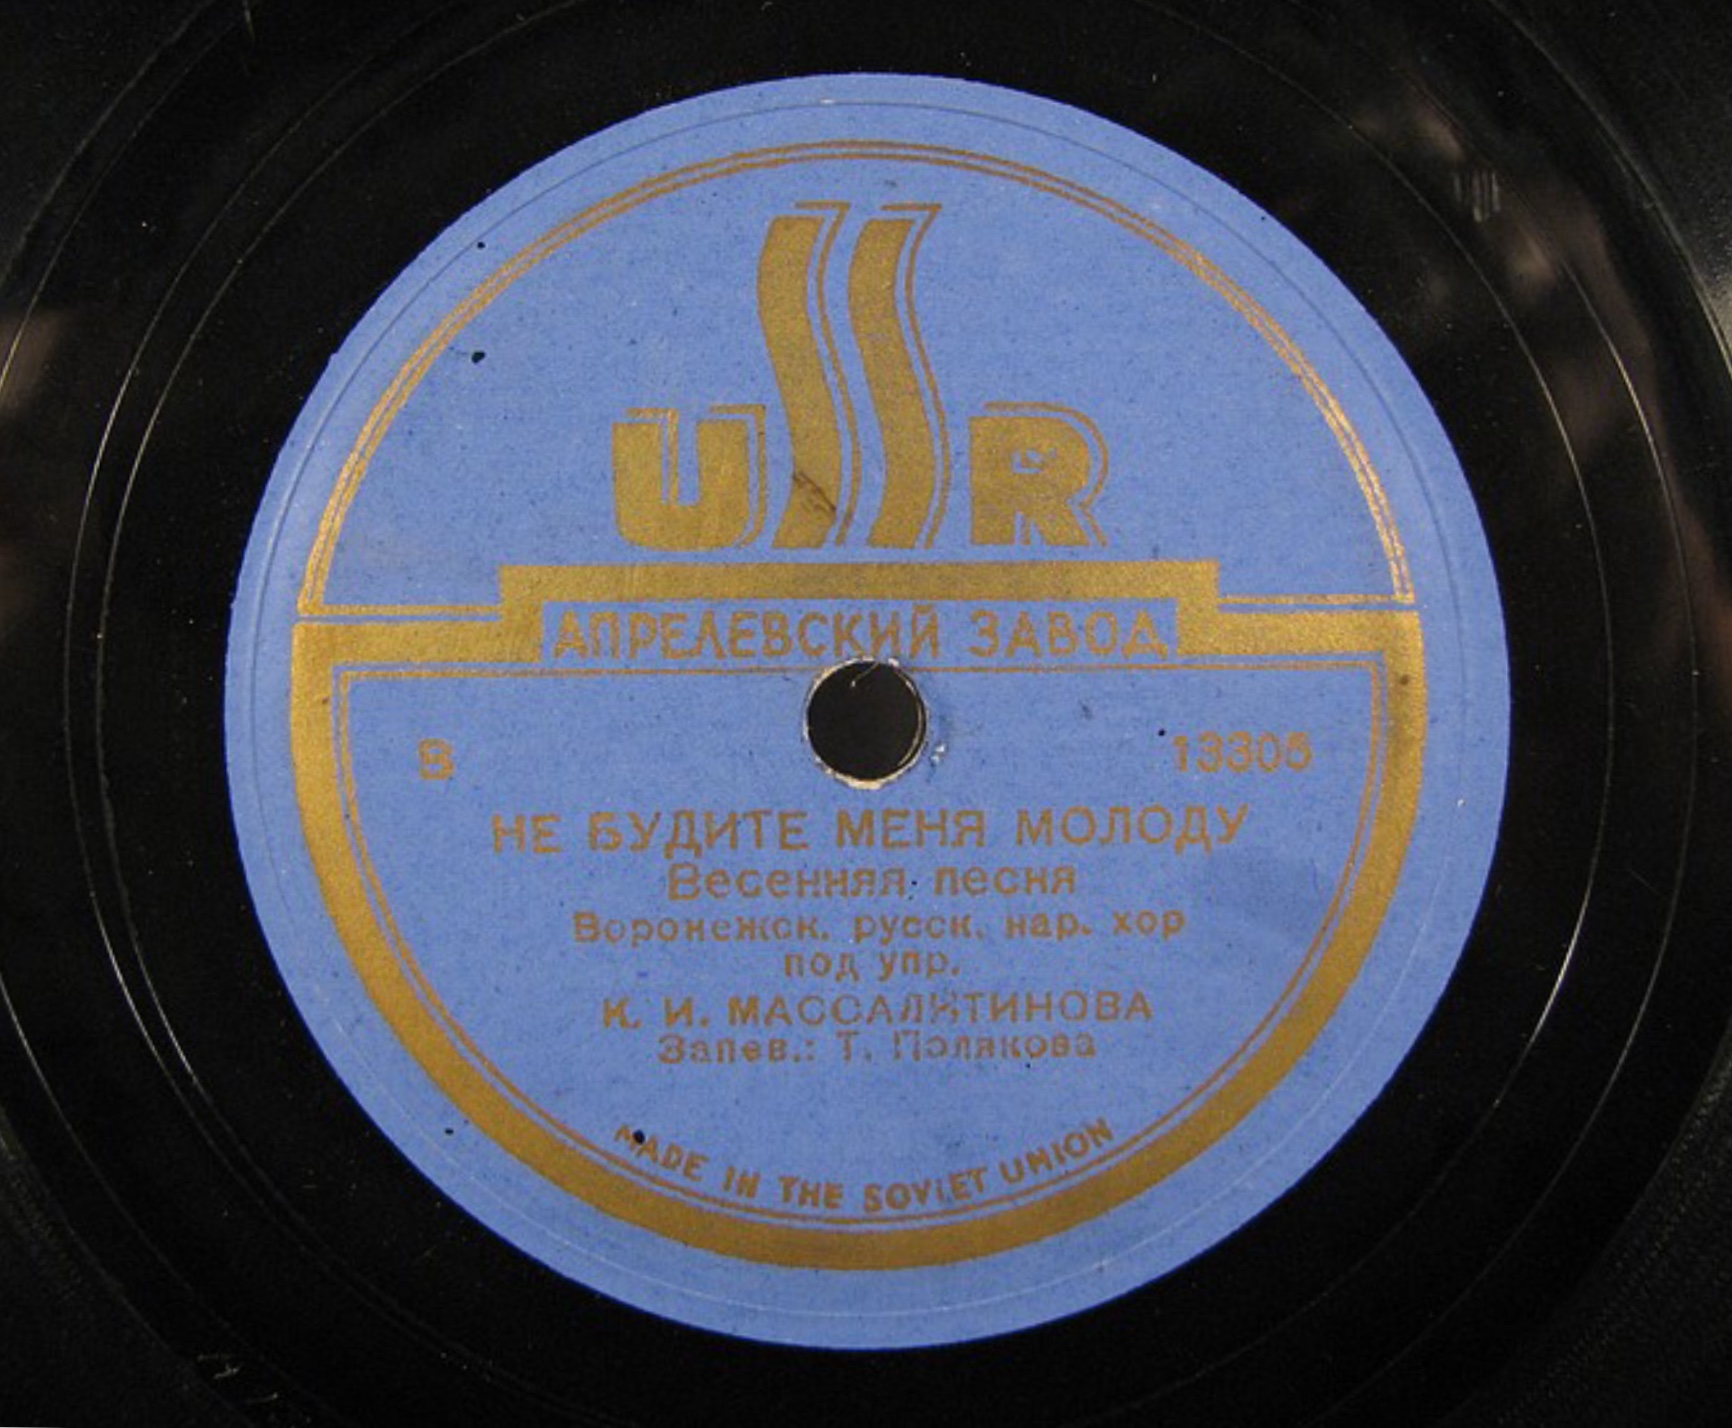 USSR
АПРЕЛЕВСКИЙ ЗАВОД
В 13305
НЕ БУДИТЕ МЕНЯ МОЛОДУ
Весенняя песня
Воронежск. русск. нар. хор
под упр.
К. И. МАССАЛИТИНОВА
Запев.: Т. Полякова
MADE IN THE SOVIET UNION